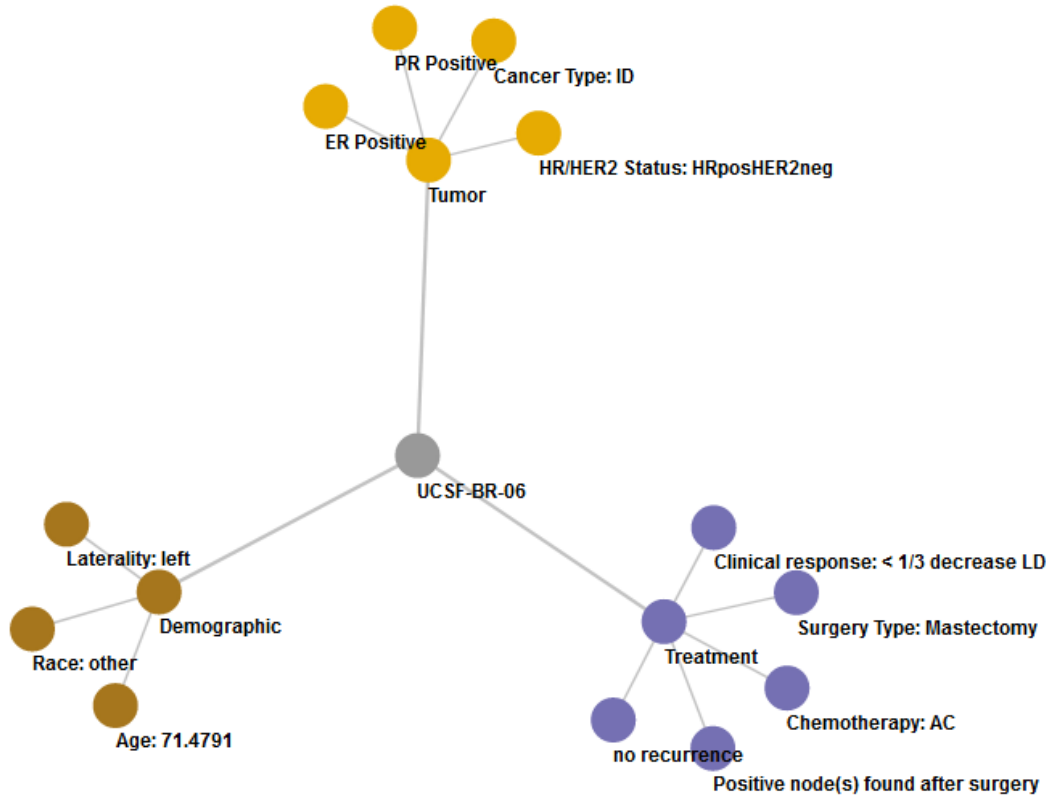 PR Positive
Cancer Type: ID
ER Positive
HR/HER2 Status: HRposHER2neg
Tumor
UCSF-BR-06
Laterality: left
Clinical response: < 1/3 decrease LD
Demographic
Surgery Type: Mastectomy
Treatment
Race: other
Chemotherapy: AC
Age: 71.4791
no recurrence
Positive node(s) found after surgery